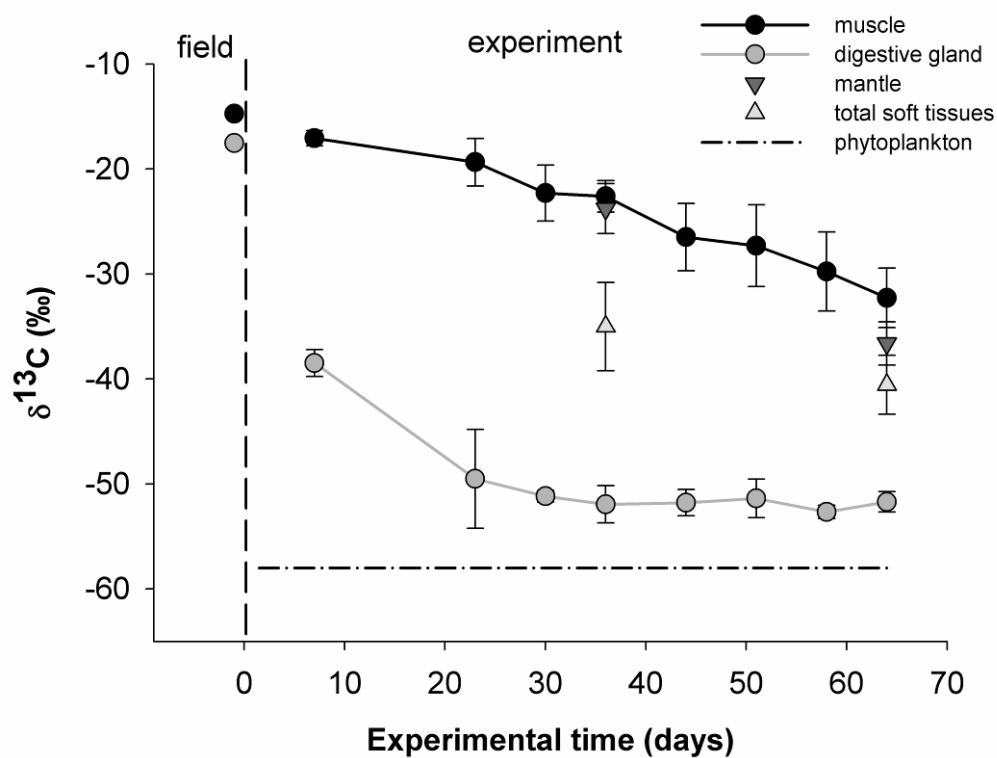 field
experiment
muscle
digestive gland
mantle
total soft tissues
phytoplankton
δ13C (‰)
-10
-20
-30
-40
-50
-60
0 10 20 30 40 50 60 70
Experimental time (days)